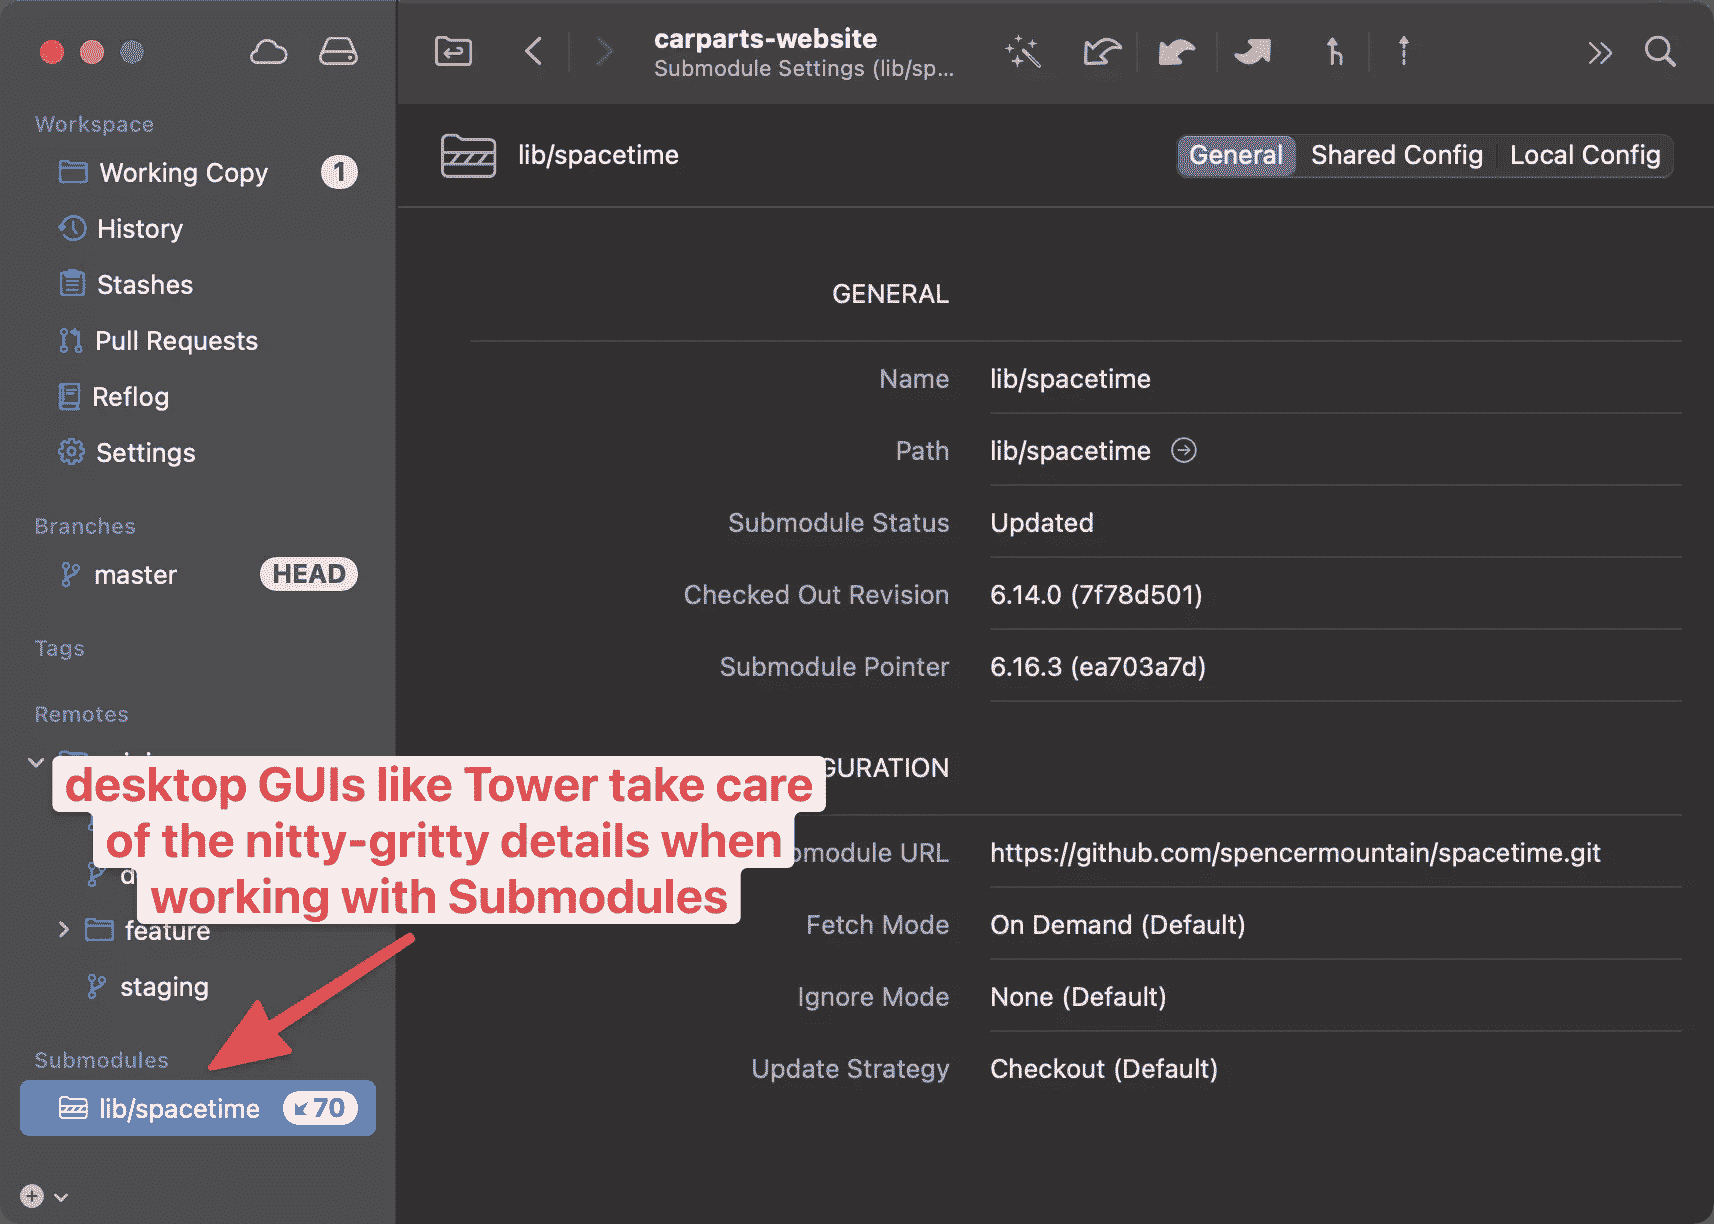 carparts-website
Submodule Settings (lib/sp...
Workspace
Working Copy 1
History
Stashes
Pull Requests
Reflog
Settings
Branches
master HEAD
Tags
Remotes
feature
staging
Submodules
lib/spacetime 70
lib/spacetime
General Shared Config Local Config
GENERAL
Name lib/spacetime
Path lib/spacetime
Submodule Status Updated
Checked Out Revision 6.14.0 (7f78d501)
Submodule Pointer 6.16.3 (ea703a7d)
GURATION
module URL https://github.com/spencermountain/spacetime.git
Fetch Mode On Demand (Default)
Ignore Mode None (Default)
Update Strategy Checkout (Default)
desktop GUIs like Tower take care
of the nitty-gritty details when
working with Submodules